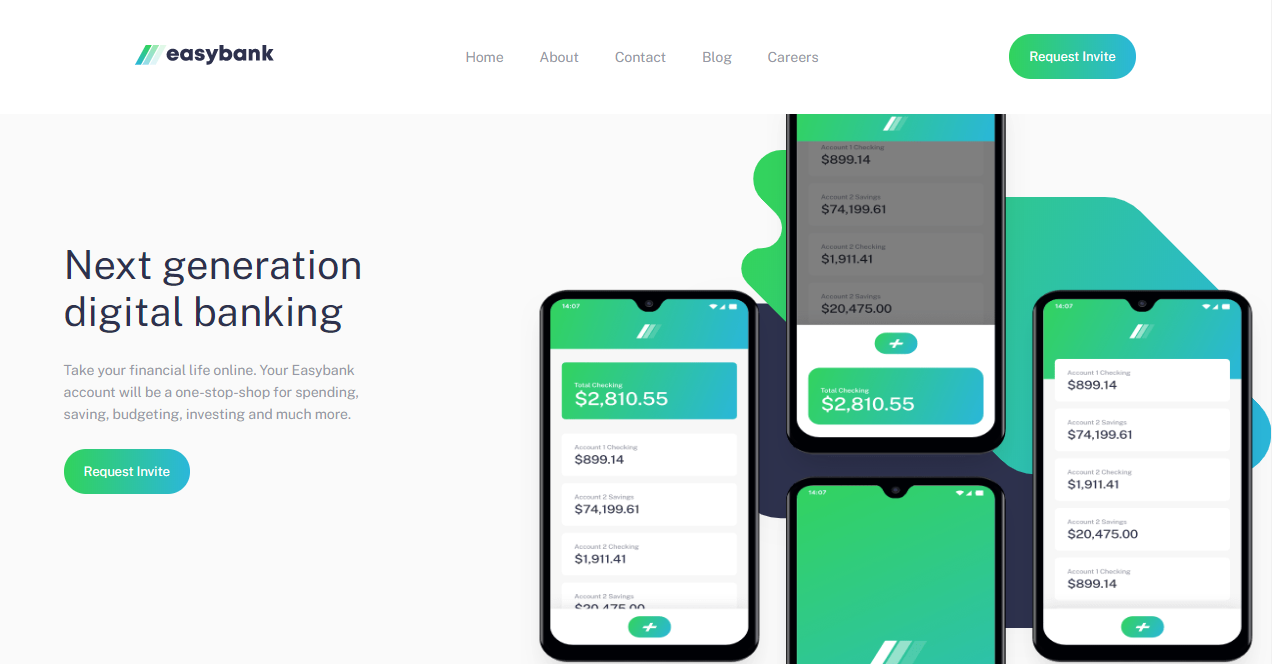 easybank
Home
About
Contact
Blog
Careers
Request Invite
Next generation
digital banking
Take your financial life online. Your Easybank
account will be a one-stop-shop for spending,
saving, budgeting, investing and much more.
Request Invite
14:07
Total Checking
$2,810.55
Account 1 Checking
$899.14
Account 2 Savings
$74,199.61
Account 2 Checking
$1,911.41
Account 2 Savings
$20,475.00
Account 1 Checking
$899.14
Account 2 Savings
$74,199.61
Account 2 Checking
$1,911.41
Account 2 Savings
$20,475.00
Total Checking
$2,810.55
14:07
14:07
Account 1 Checking
$899.14
Account 2 Savings
$74,199.61
Account 2 Checking
$1,911.41
Account 2 Savings
$20,475.00
Account 1 Checking
$899.14